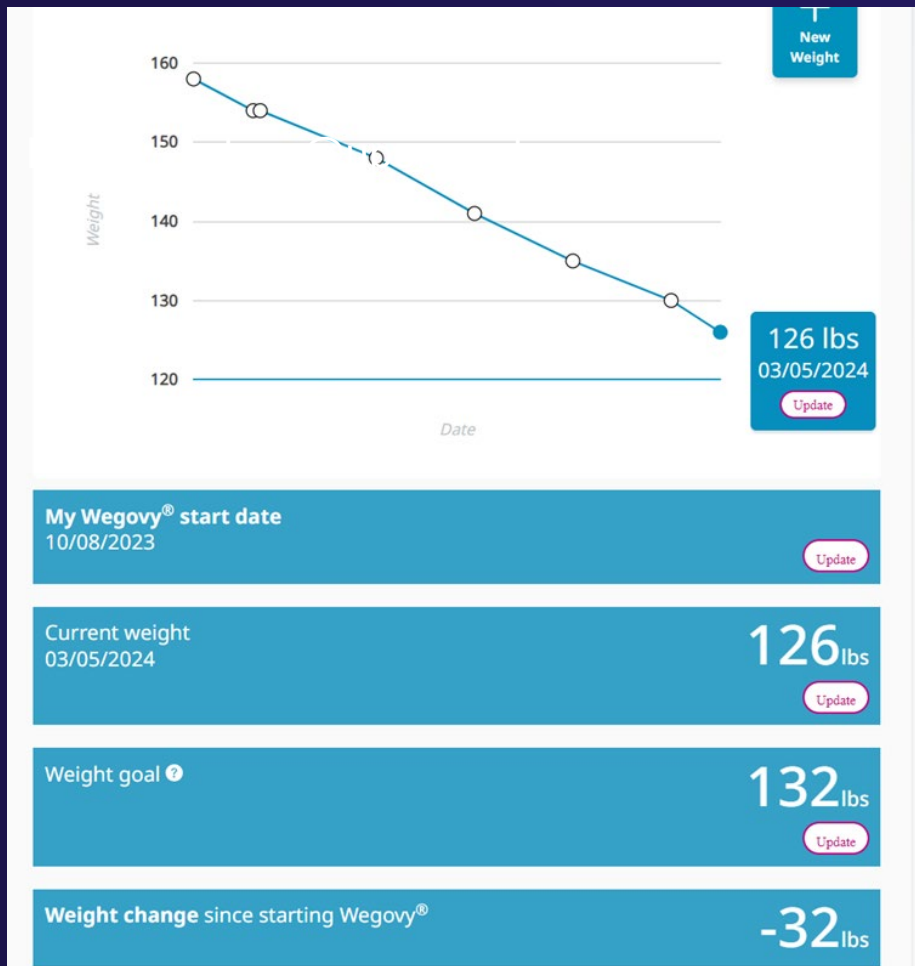 New
Weight
160
150
140
130
120
Weight
Date
126 lbs
03/05/2024
Update
My Wegovy® start date
10/08/2023
Update
Current weight
03/05/2024
126lbs
Update
Weight goal ?
132lbs
Update
Weight change since starting Wegovy®
-32lbs